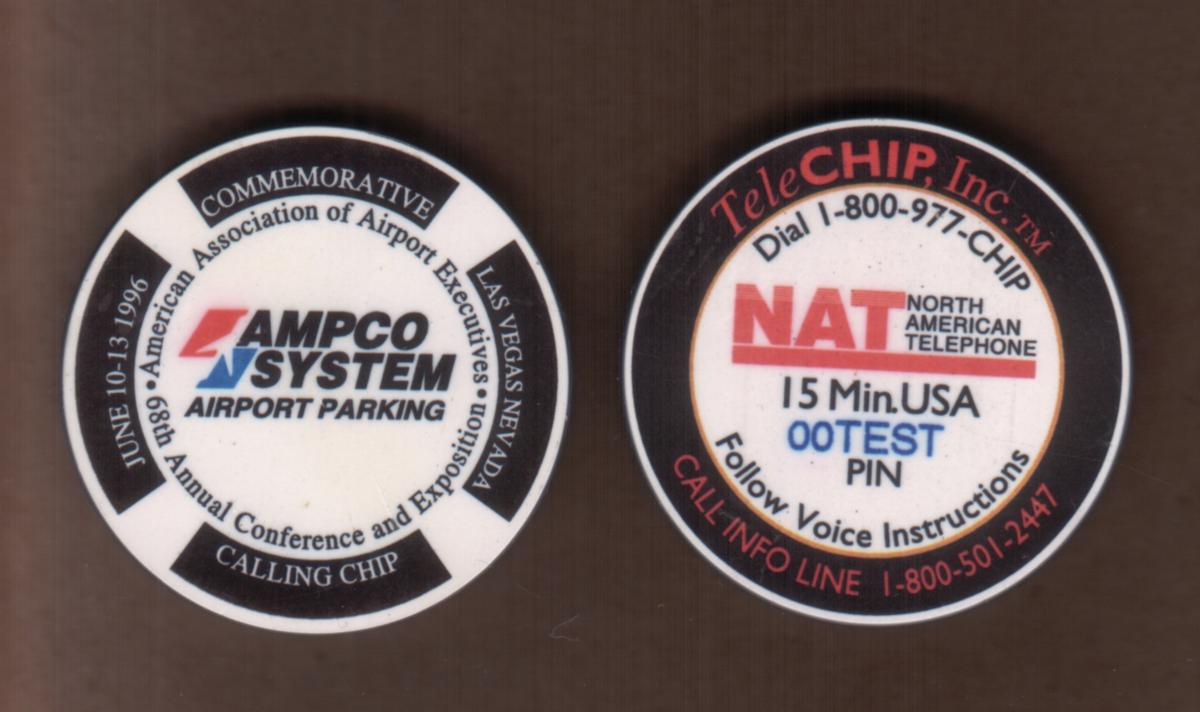 COMMEMORATIVE
JUNE 10-13 1996
LAS VEGAS NEVADA
CALLING CHIP
• American Association of Airport Executives •
68th Annual Conference and Exposition
AMPCO
SYSTEM
AIRPORT PARKING
TeleCHIP, Inc.™
Dial 1-800-977-CHIP
NAT NORTH
AMERICAN
TELEPHONE
15 Min. USA
00TEST
PIN
Follow Voice Instructions
CALL INFO LINE 1-800-501-2447